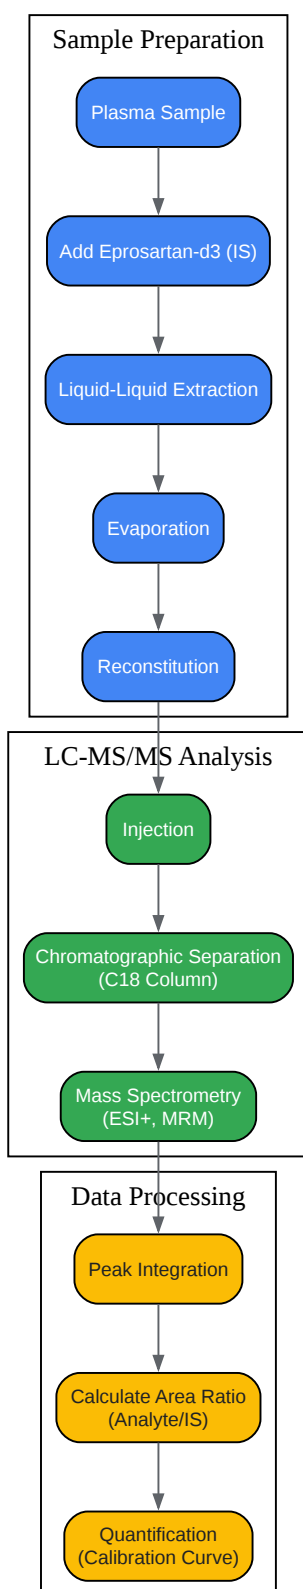 Sample Preparation
Plasma Sample
Add Eprosartan-d3 (IS)
Liquid-Liquid Extraction
Evaporation
Reconstitution
LC-MS/MS Analysis
Injection
Chromatographic Separation
(C18 Column)
Mass Spectrometry
(ESI+, MRM)
Data Processing
Peak Integration
Calculate Area Ratio
(Analyte/IS)
Quantification
(Calibration Curve)